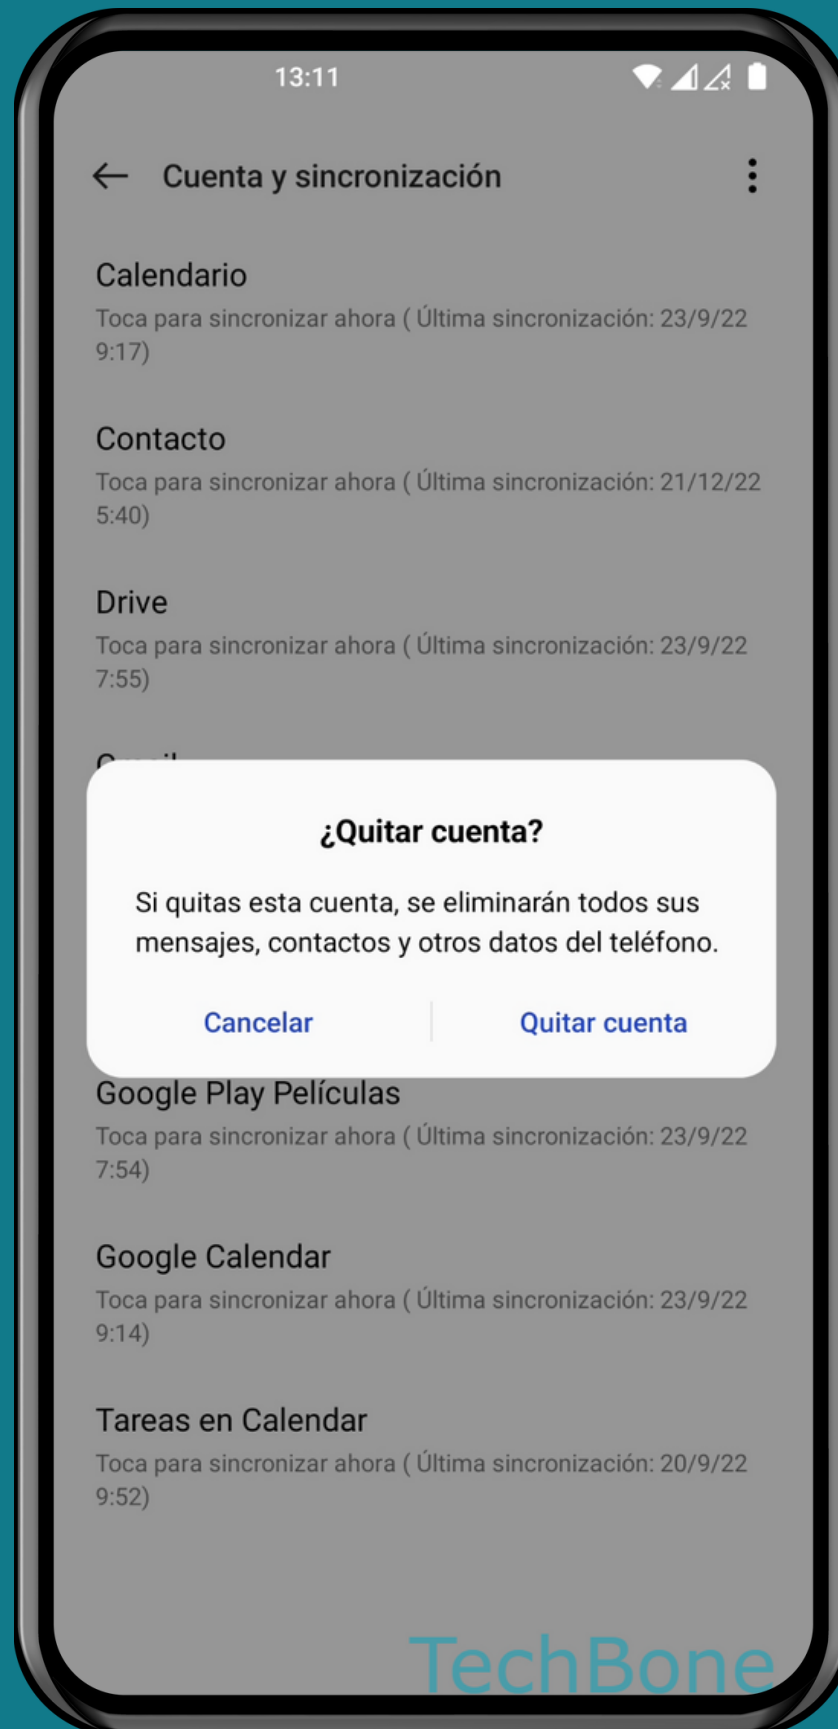 13:11
Cuenta y sincronización
Calendario
Toca para sincronizar ahora ( Última sincronización: 23/9/22
9:17)
Contacto
Toca para sincronizar ahora ( Última sincronización: 21/12/22
5:40)
Drive
Toca para sincronizar ahora ( Última sincronización: 23/9/22
7:55)
¿Quitar cuenta?
Si quitas esta cuenta, se eliminarán todos sus
mensajes, contactos y otros datos del teléfono.
Cancelar Quitar cuenta
Google Play Películas
Toca para sincronizar ahora ( Última sincronización: 23/9/22
7:54)
Google Calendar
Toca para sincronizar ahora ( Última sincronización: 23/9/22
9:14)
Tareas en Calendar
Toca para sincronizar ahora ( Última sincronización: 20/9/22
9:52)
TechBone